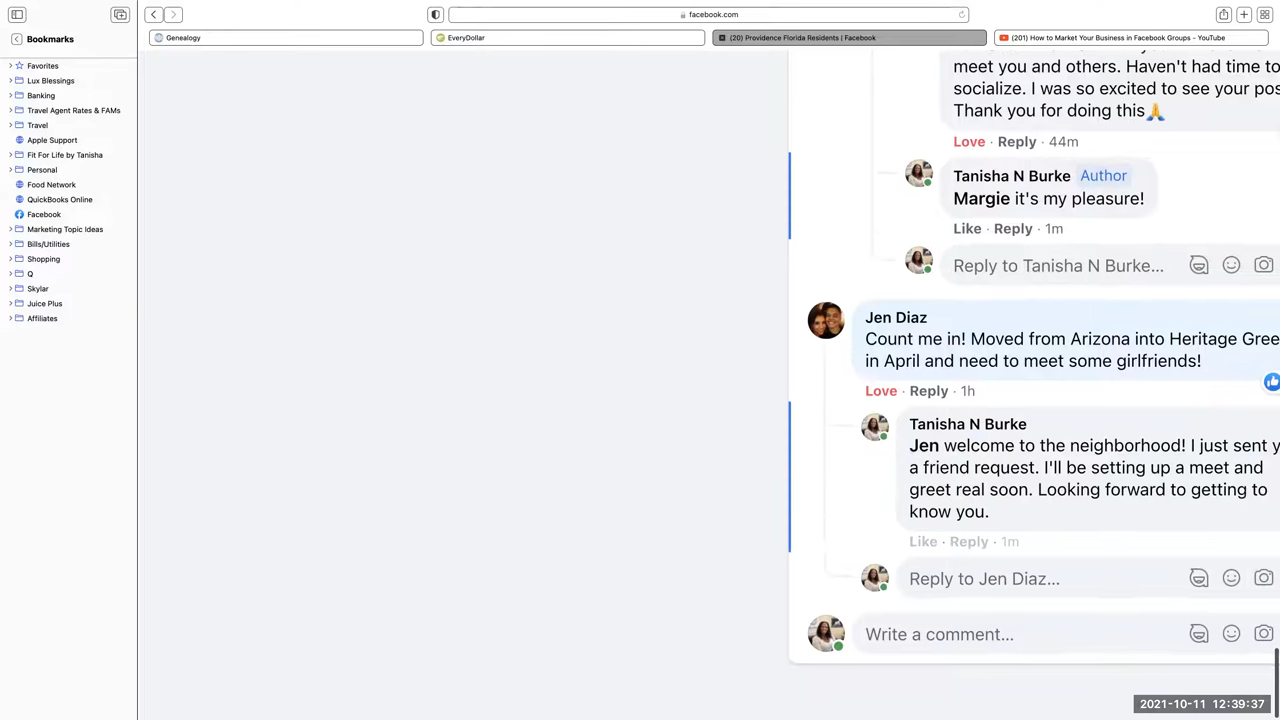 facebook.com
Bookmarks
Genealogy
EveryDollar
(20) Providence Florida Residents | Facebook
(201) How to Market Your Business in Facebook Groups - YouTube
Favorites
Lux Blessings
Banking
Travel Agent Rates & FAMs
Travel
Apple Support
Fit For Life by Tanisha
Personal
Food Network
QuickBooks Online
Facebook
Marketing Topic Ideas
Bills/Utilities
Shopping
Q
Skylar
Juice Plus
Affiliates
meet you and others. Haven't had time to
socialize. I was so excited to see your pos
Thank you for doing this🙏
Love · Reply · 44m
Tanisha N Burke Author
Margie it's my pleasure!
Like · Reply · 1m
Reply to Tanisha N Burke...
Jen Diaz
Count me in! Moved from Arizona into Heritage Gree
in April and need to meet some girlfriends!
Love · Reply · 1h
Tanisha N Burke
Jen welcome to the neighborhood! I just sent y
a friend request. I'll be setting up a meet and
greet real soon. Looking forward to getting to
know you.
Like · Reply · 1m
Reply to Jen Diaz...
Write a comment...
2021-10-11 12:39:37